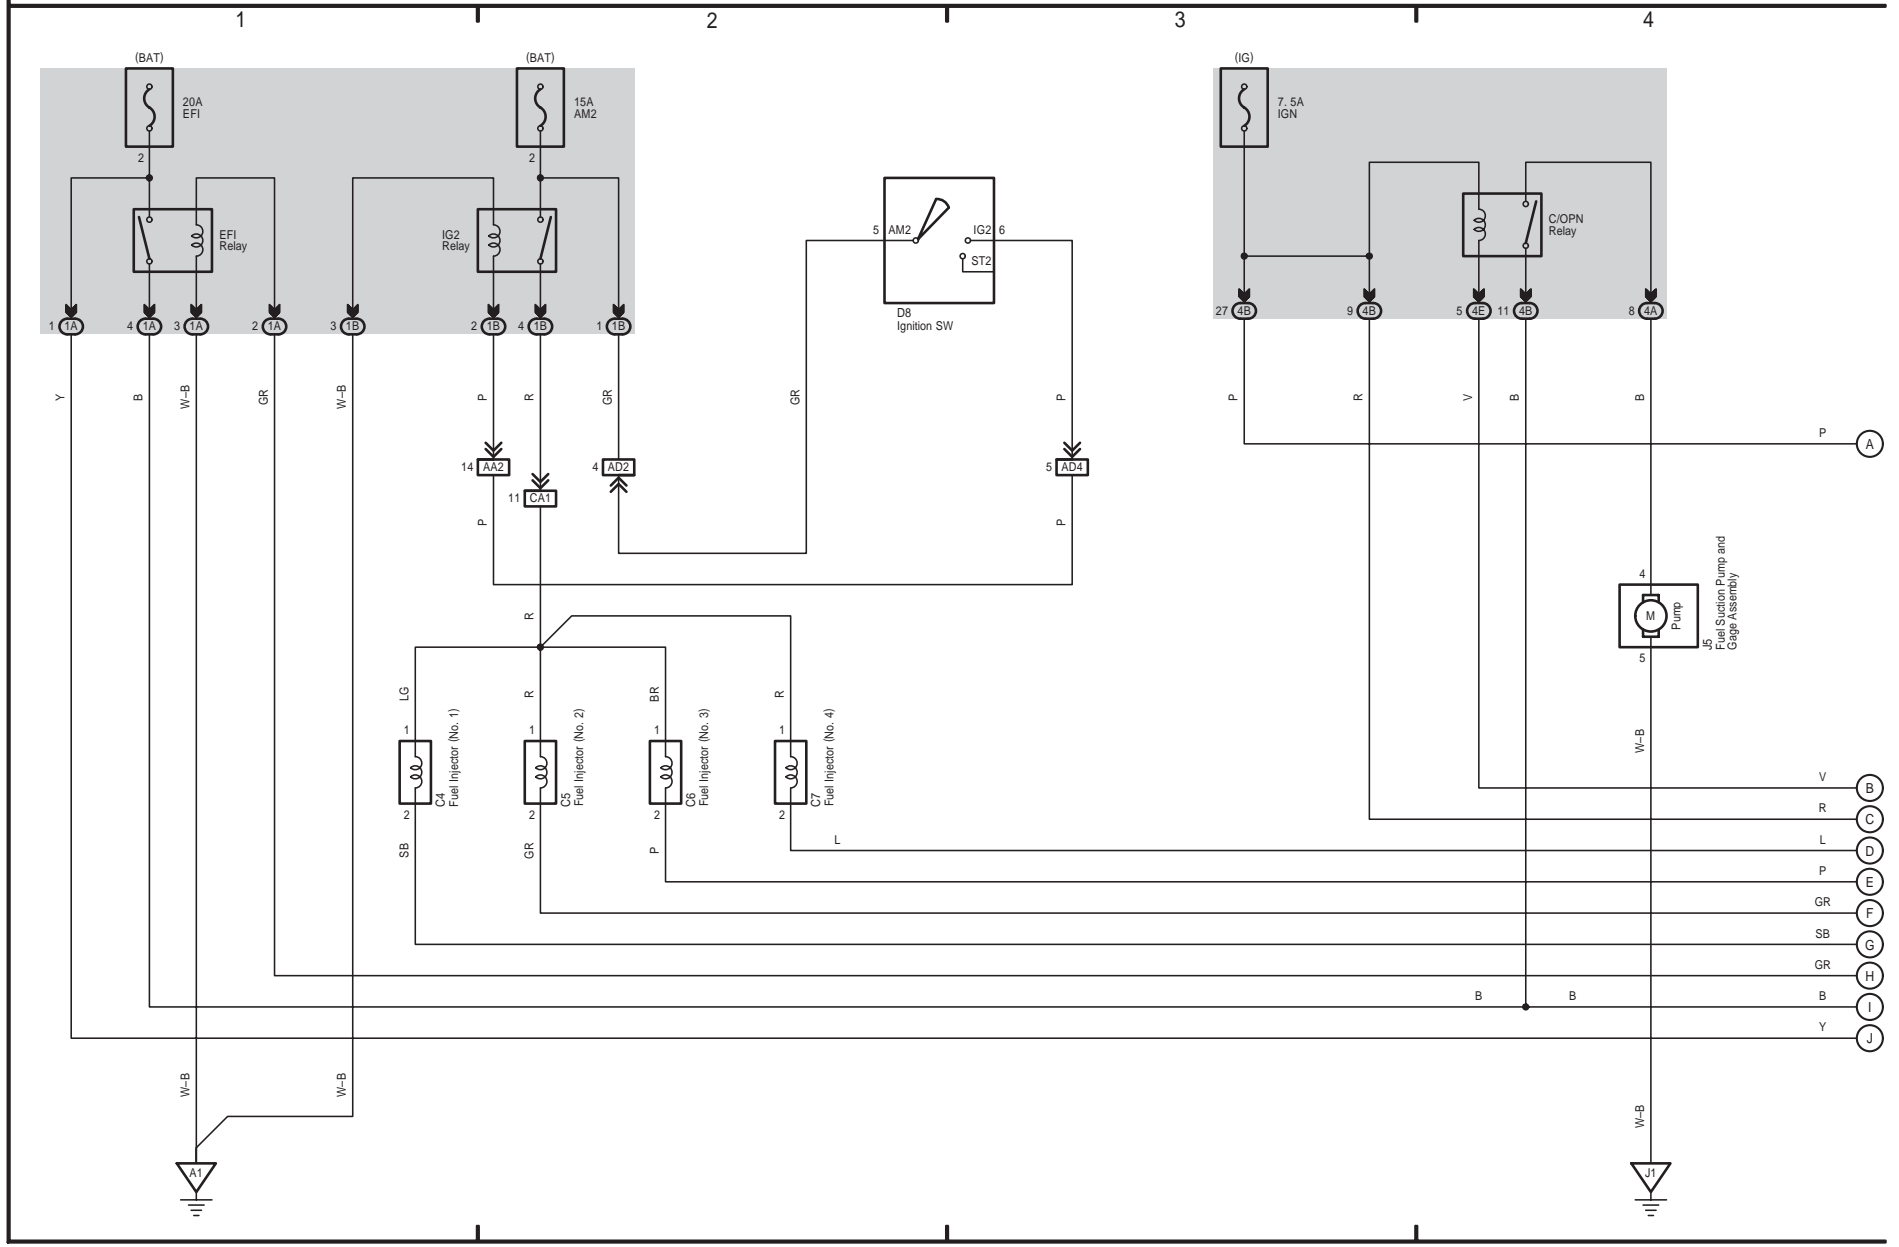 1 2 3 4
(BAT) (BAT) (IG)
20A
EFI
15A
AM2
7. 5A
IGN
2 2
EFI
Relay
IG2
Relay
C/OPN
Relay
5 AM2 IG2 6
ST2
D8
Ignition SW
1 1A 4 1A 3 1A 2 1A 3 1B 2 1B 4 1B 1 1B
27 4B 9 4B 5 4E 11 4B 8 4A
Y B W–B GR W–B P R GR GR P P R V B B
P A
14 AA2 4 AD2 5 AD4
11 CA1
P P
4
M
Pump
5
J5
Fuel Suction Pump and
Gage Assembly
R
LG R BR R
1 1 1 1
C4
Fuel Injector (No. 1)
C5
Fuel Injector (No. 2)
C6
Fuel Injector (No. 3)
C7
Fuel Injector (No. 4)
2 2 2 2
W–B
SB GR P L
V B
R C
L D
P E
GR F
SB G
GR H
B B B I
Y J
W–B W–B W–B
A1 J1